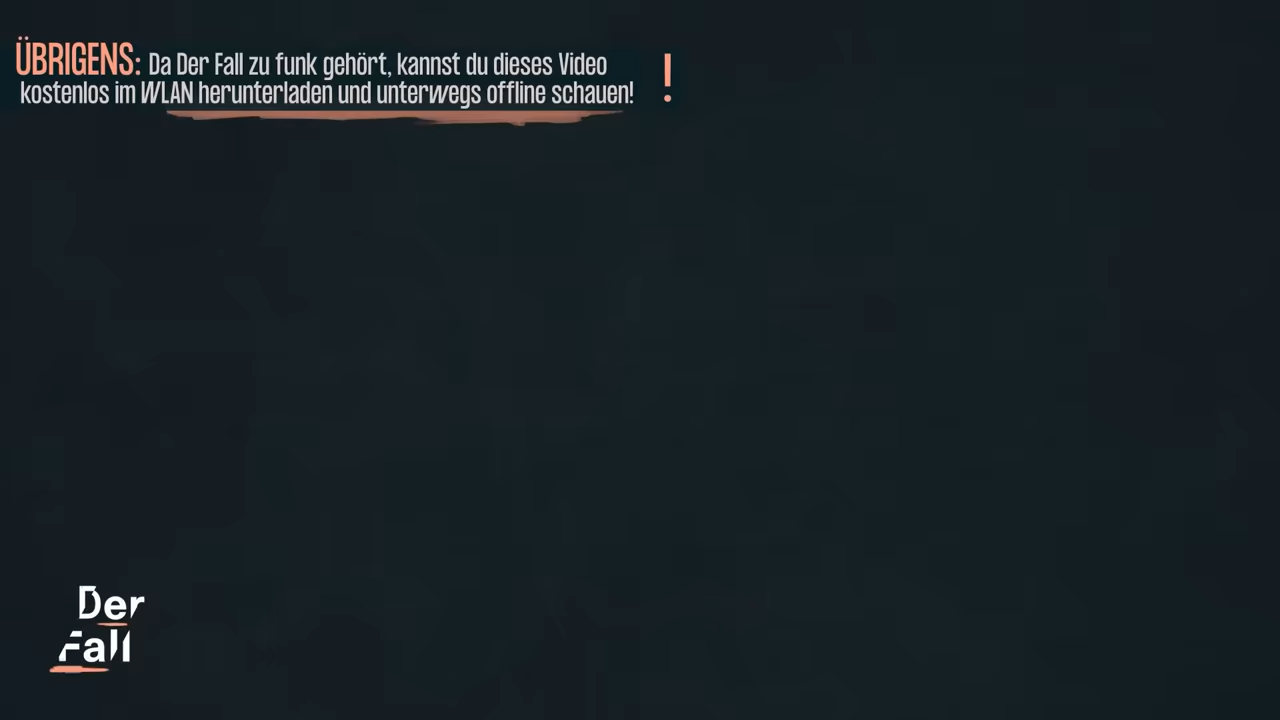 ÜBRIGENS: Da Der Fall zu funk gehört, kannst du dieses Video
kostenlos im WLAN herunterladen und unterwegs offline schauen!
!
Der
Fall